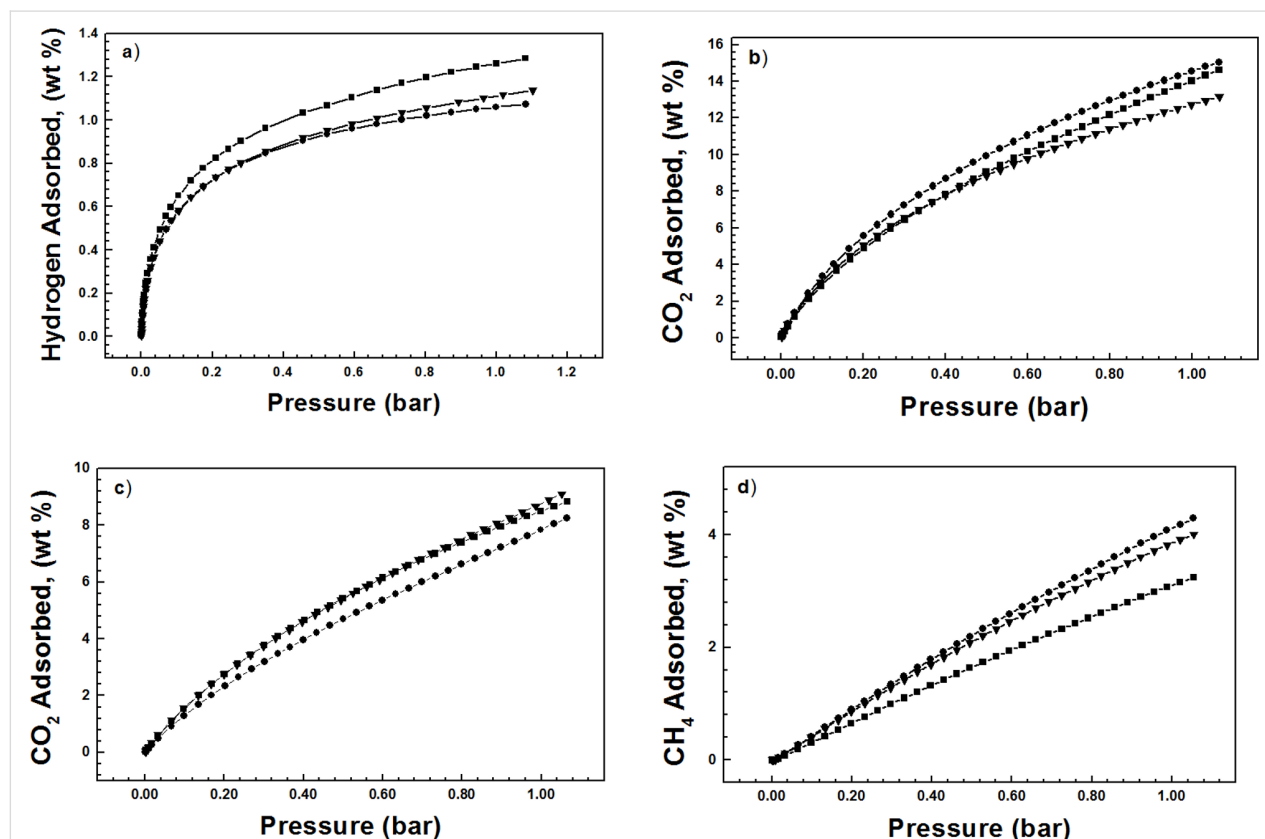 a)
Hydrogen Adsorbed, (wt %)
1.4
1.2
1.0
0.8
0.6
0.4
0.2
0.0
0.0 0.2 0.4 0.6 0.8 1.0 1.2
Pressure (bar)
b)
CO2 Adsorbed, (wt %)
16
14
12
10
8
6
4
2
0
0.00 0.20 0.40 0.60 0.80 1.00
Pressure (bar)
c)
CO2 Adsorbed, (wt %)
10
8
6
4
2
0
0.00 0.20 0.40 0.60 0.80 1.00
Pressure (bar)
d)
CH4 Adsorbed, (wt %)
4
2
0
0.00 0.20 0.40 0.60 0.80 1.00
Pressure (bar)